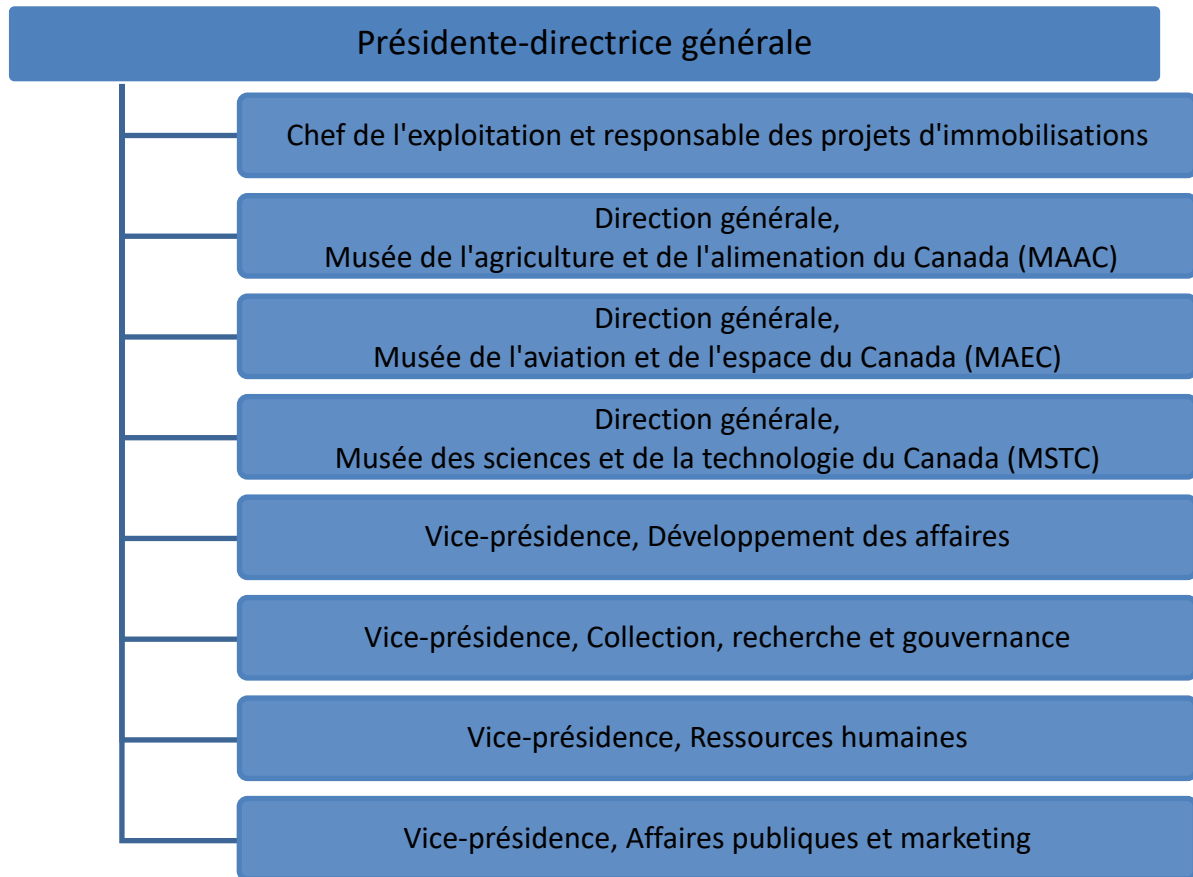 Présidente-directrice générale
Chef de l'exploitation et responsable des projets d'immobilisations
Direction générale,
Musée de l'agriculture et de l'alimenation du Canada (MAAC)
Direction générale,
Musée de l'aviation et de l'espace du Canada (MAEC)
Direction générale,
Musée des sciences et de la technologie du Canada (MSTC)
Vice-présidence, Développement des affaires
Vice-présidence, Collection, recherche et gouvernance
Vice-présidence, Ressources humaines
Vice-présidence, Affaires publiques et marketing